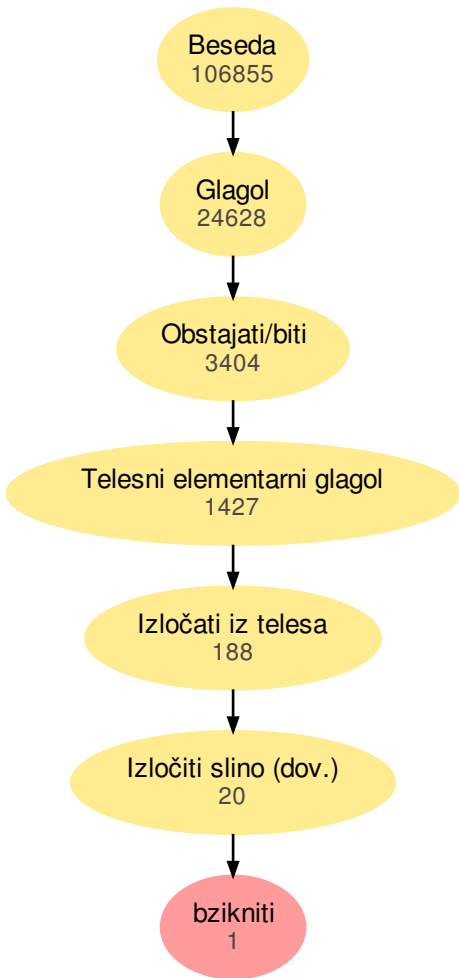 Beseda
106855
Glagol
24628
Obstajati/biti
3404
Telesni elementarni glagol
1427
Izločati iz telesa
188
Izločiti slino (dov.)
20
bzikniti
1